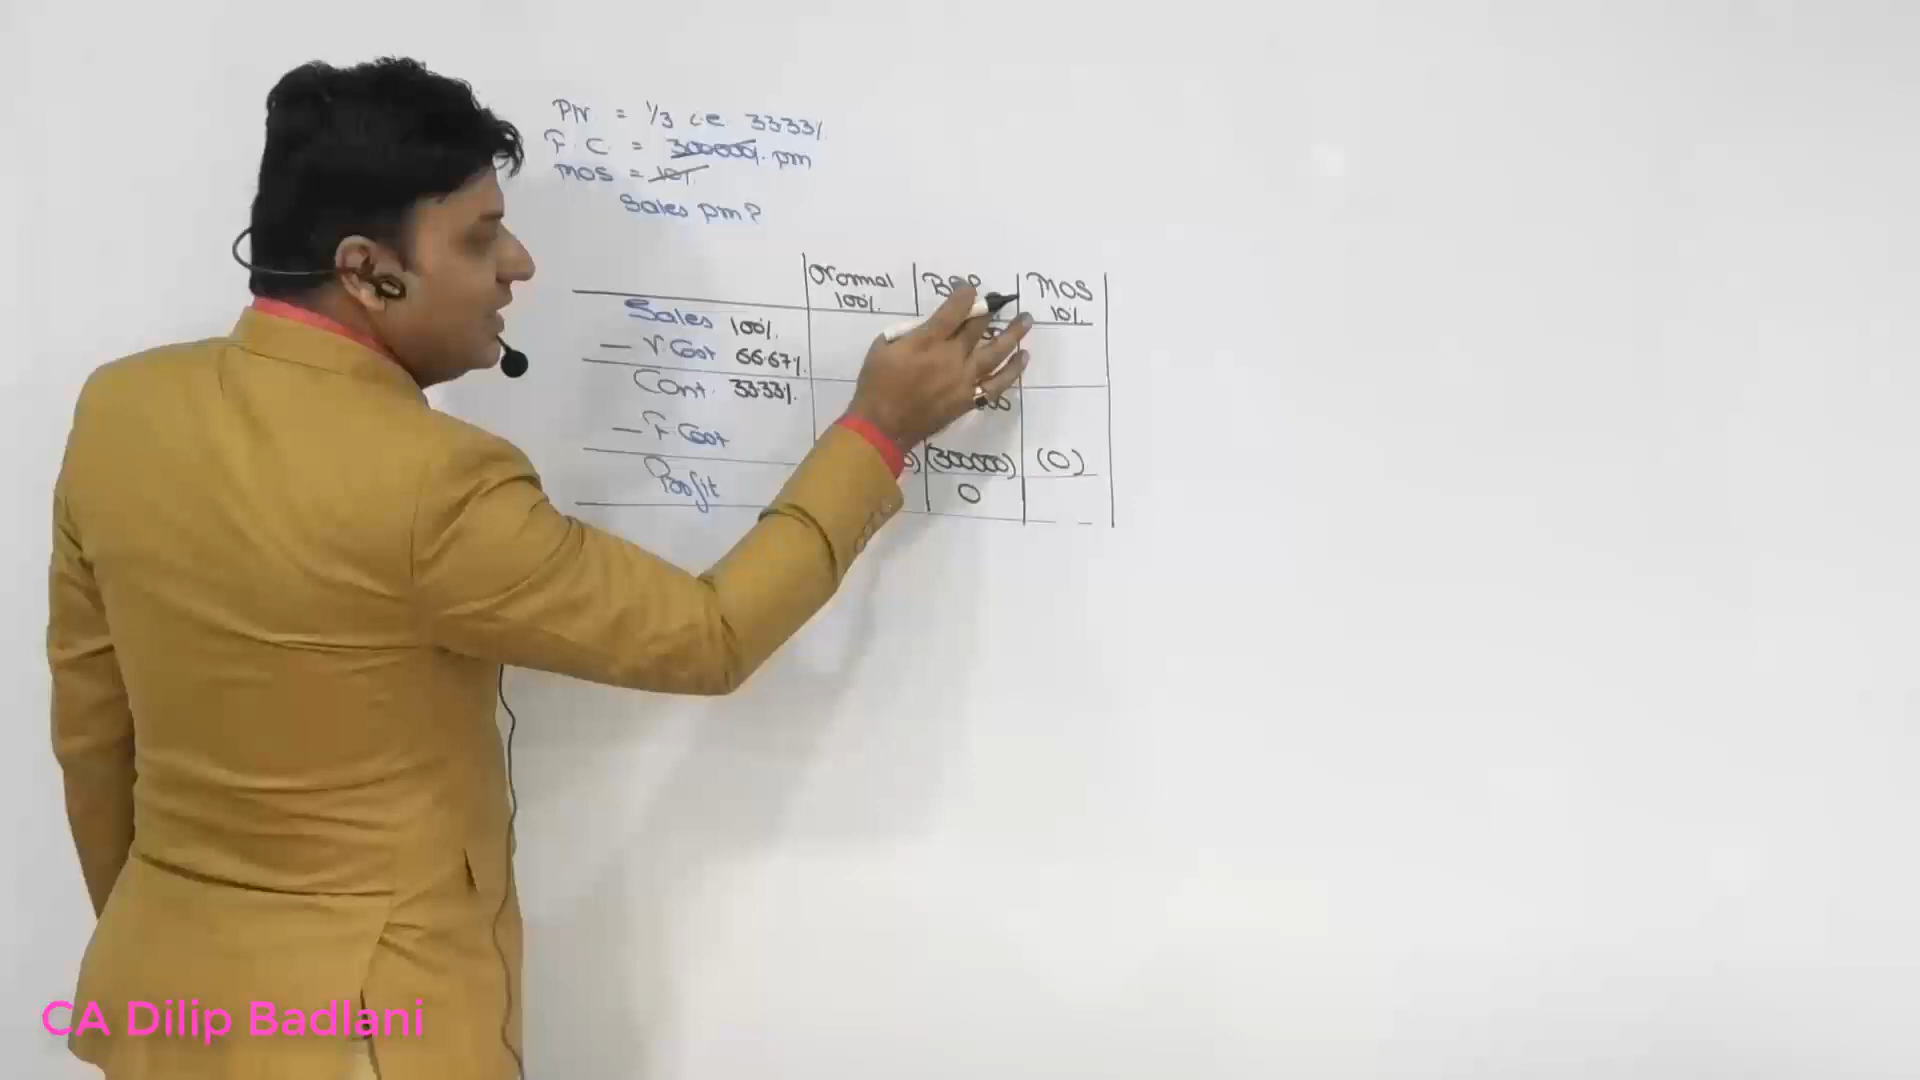 P/V = 1/3 i.e 33.33%
F.C. = 300000/. pm
MOS = 10%
Sales pm?
Normal BEP MOS
100% 10%
Sales 100%
— V. Cost 66.67%
Cont. 33.33%
— F. Cost (300000) (0)
Profit 0
CA Dilip Badlani